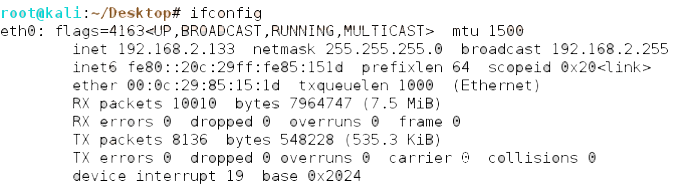 root@kali:~/Desktop# ifconfig
eth0: flags=4163<UP,BROADCAST,RUNNING,MULTICAST>  mtu 1500
        inet 192.168.2.133  netmask 255.255.255.0  broadcast 192.168.2.255
        inet6 fe80::20c:29ff:fe85:151d  prefixlen 64  scopeid 0x20<link>
        ether 00:0c:29:85:15:1d  txqueuelen 1000  (Ethernet)
        RX packets 10010  bytes 7964747 (7.5 MiB)
        RX errors 0  dropped 0  overruns 0  frame 0
        TX packets 8136  bytes 548228 (535.3 KiB)
        TX errors 0  dropped 0 overruns 0  carrier 0  collisions 0
        device interrupt 19  base 0x2024